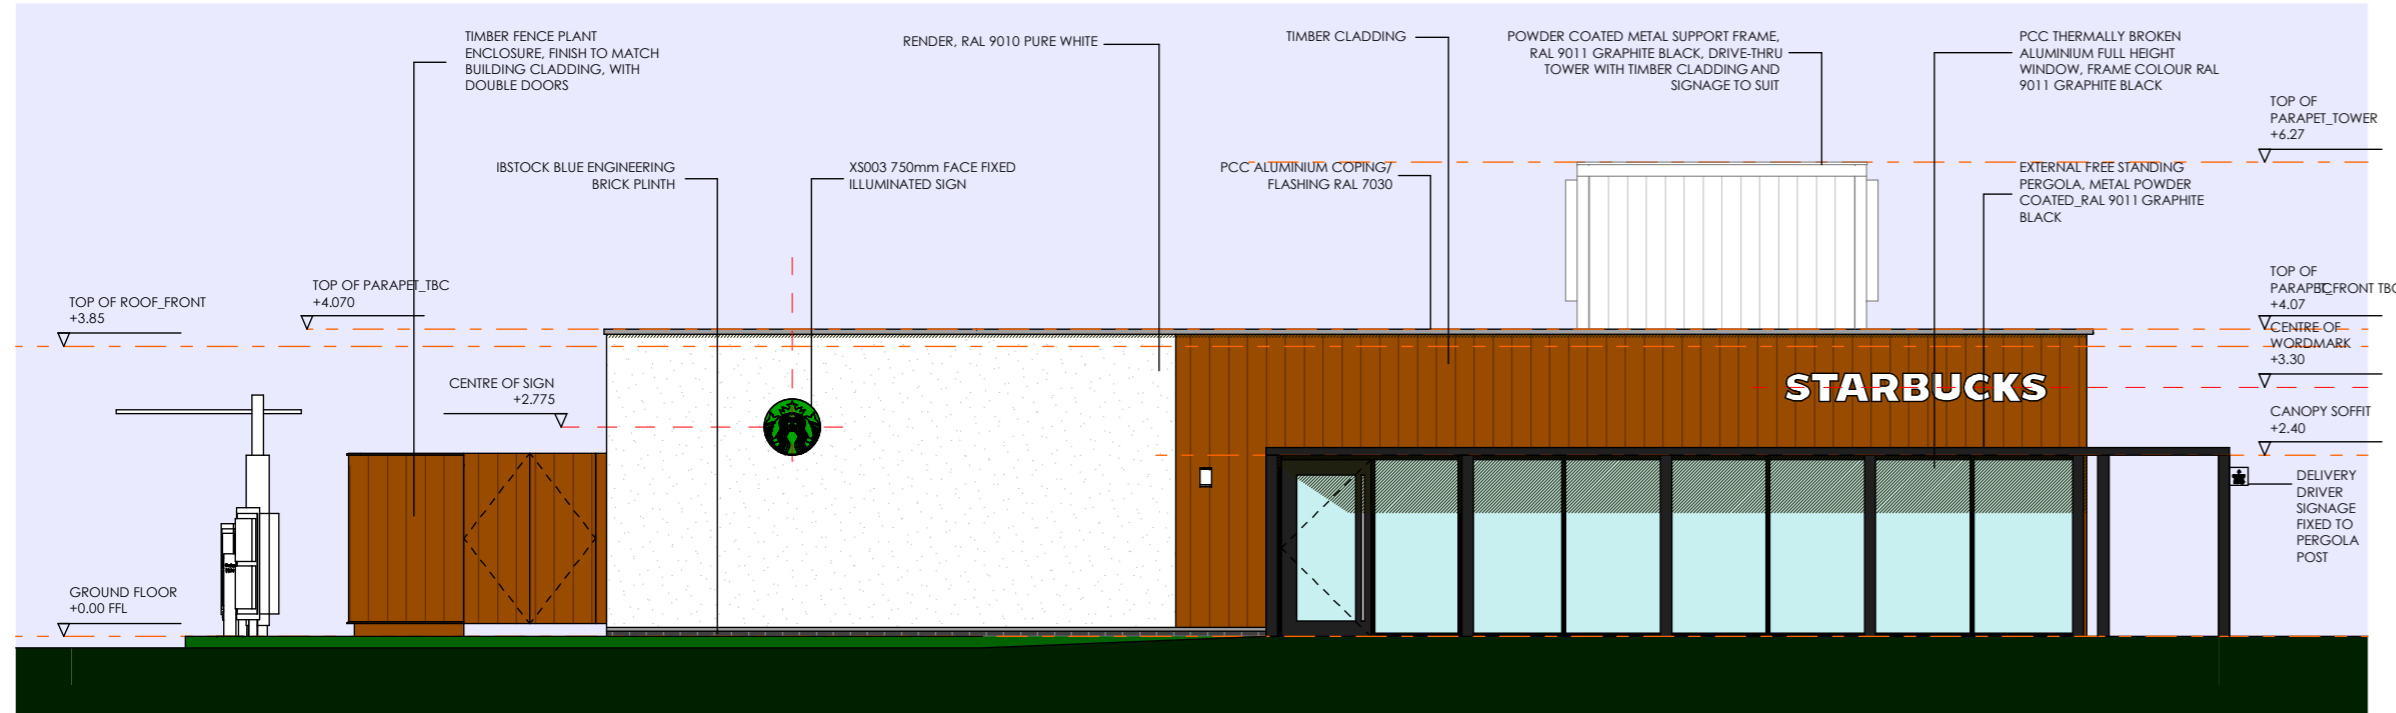 TIMBER FENCE PLANT
ENCLOSURE, FINISH TO MATCH
BUILDING CLADDING, WITH
DOUBLE DOORS
RENDER, RAL 9010 PURE WHITE
TIMBER CLADDING
POWDER COATED METAL SUPPORT FRAME,
RAL 9011 GRAPHITE BLACK, DRIVE-THRU
TOWER WITH TIMBER CLADDING AND
SIGNAGE TO SUIT
PCC THERMALLY BROKEN
ALUMINIUM FULL HEIGHT
WINDOW, FRAME COLOUR RAL
9011 GRAPHITE BLACK
TOP OF
PARAPET_TOWER
+6.27
IBSTOCK BLUE ENGINEERING
BRICK PLINTH
XS003 750mm FACE FIXED
ILLUMINATED SIGN
PCC ALUMINIUM COPING/
FLASHING RAL 7030
EXTERNAL FREE STANDING
PERGOLA, METAL POWDER
COATED_RAL 9011 GRAPHITE
BLACK
TOP OF ROOF_FRONT
+3.85
TOP OF PARAPET_TBC
+4.070
TOP OF
FRONT TBC
+4.07
CENTRE OF
WORDMARK
+3.30
CENTRE OF SIGN
+2.775
STARBUCKS
CANOPY SOFFIT
+2.40
DELIVERY
DRIVER
SIGNAGE
FIXED TO
PERGOLA
POST
GROUND FLOOR
+0.00 FFL